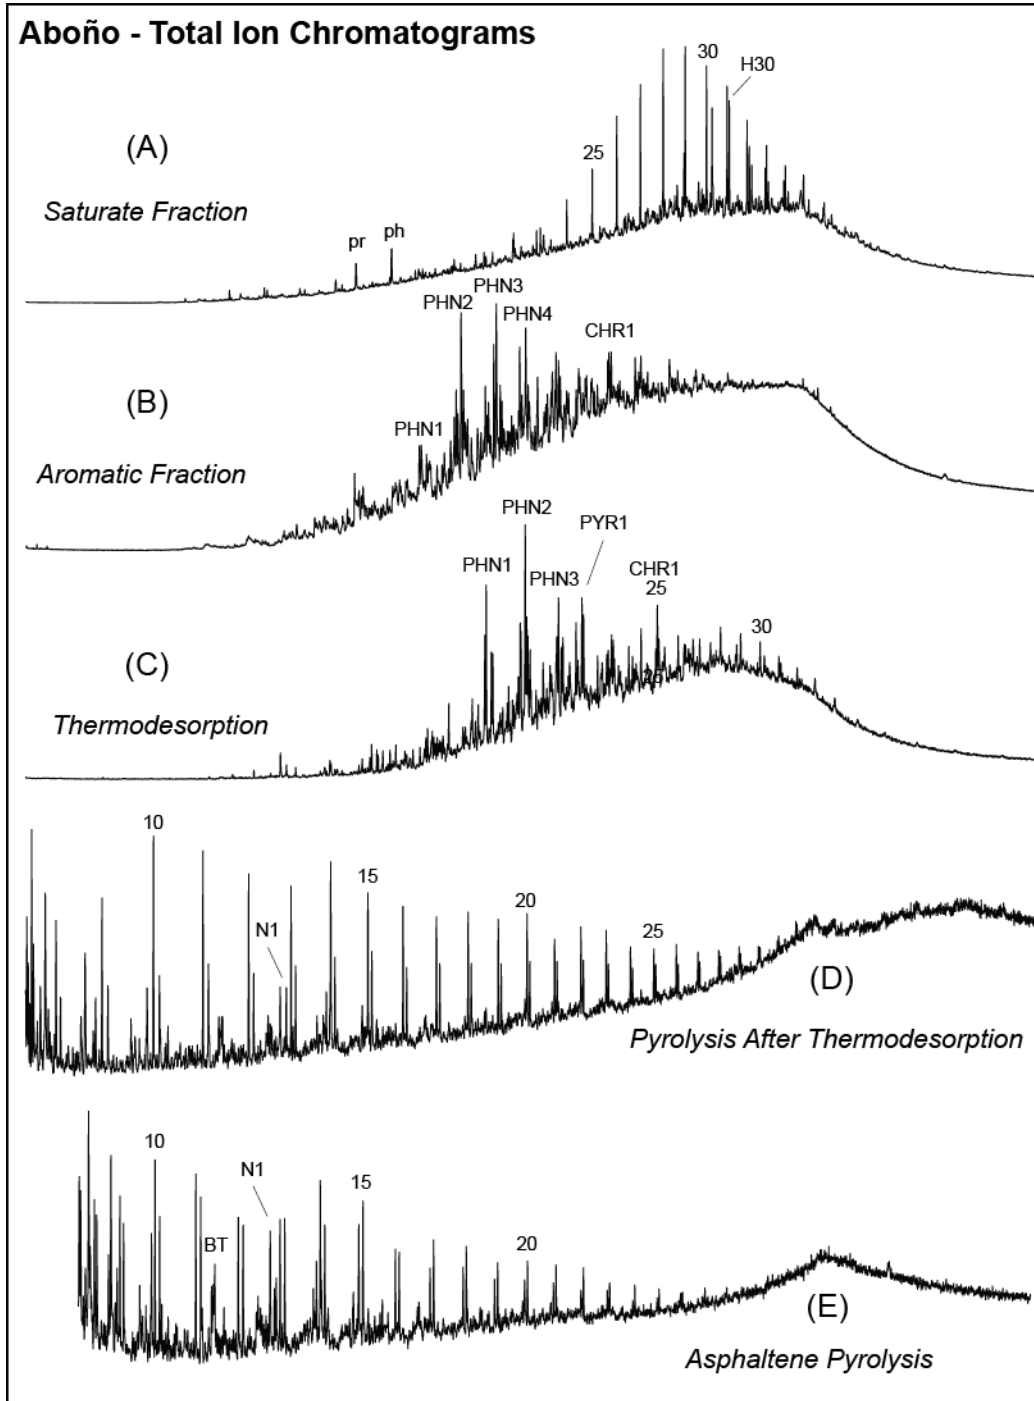 Aboño - Total Ion Chromatograms
30
H30
(A)
25
Saturate Fraction
pr
ph
PHN3
PHN2
PHN4
CHR1
(B)
PHN1
Aromatic Fraction
PHN2
PYR1
PHN1
PHN3
CHR1
25
30
(C)
25
Thermodesorption
10
15
20
N1
25
(D)
Pyrolysis After Thermodesorption
10
N1
15
BT
20
(E)
Asphaltene Pyrolysis